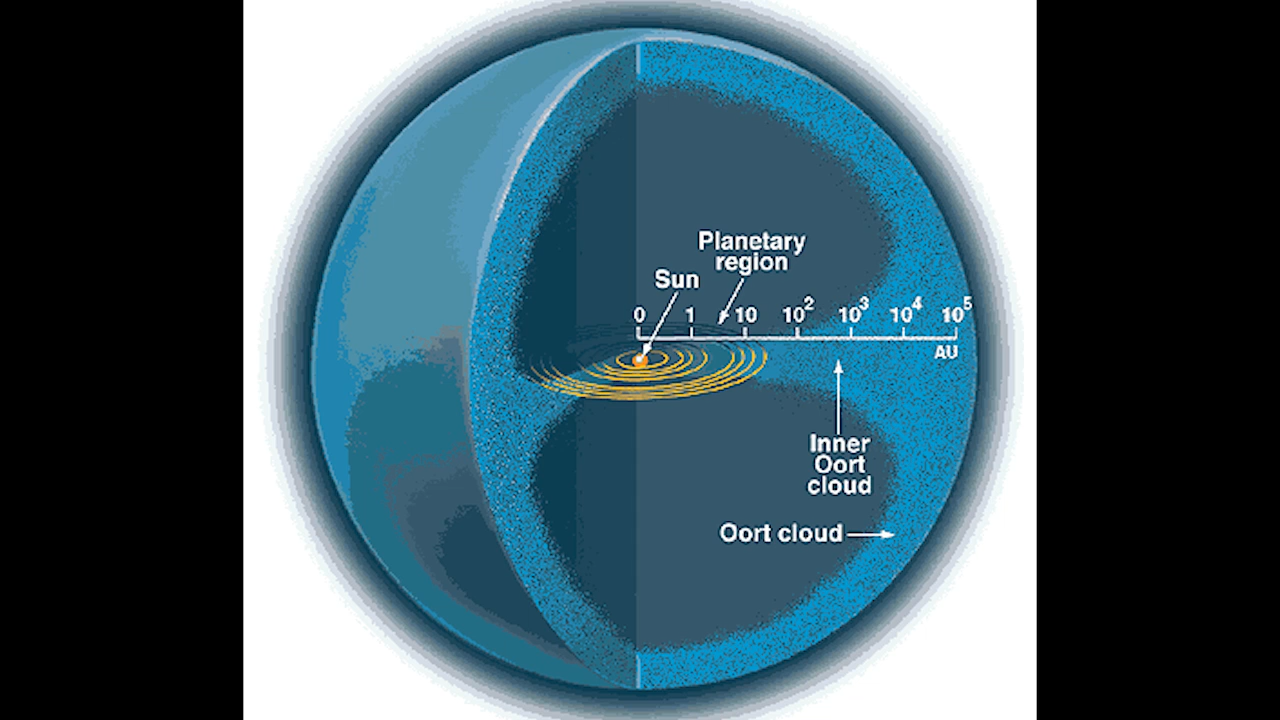 Planetary
region
Sun
0 1 10 10² 10³ 10⁴ 10⁵
AU
Inner
Oort
cloud
Oort cloud